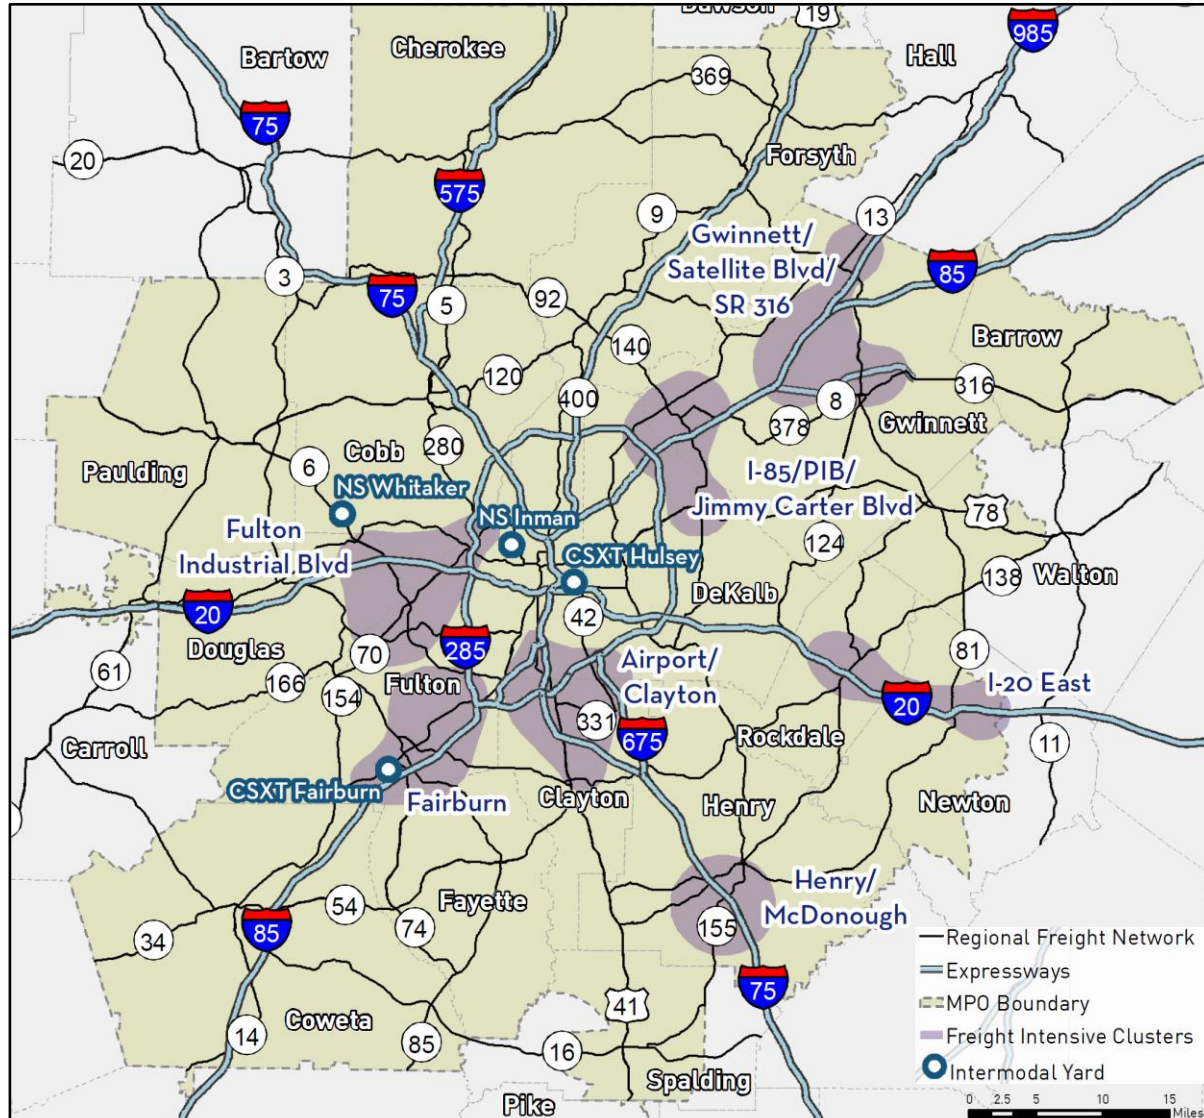 Dawson
19
985
Cherokee
Hall
Bartow
369
75
20
Forsyth
575
9
13
Gwinnett/
Satellite Blvd/
SR 316
85
3
75
5
92
Barrow
140
120
316
400
8
378
Gwinnett
Cobb
280
6
Paulding
I-85/PIB/
Jimmy Carter Blvd
NS Whitaker
78
NS Inman
Fulton
Industrial Blvd
124
CSXT Hulsey
138
Walton
DeKalb
20
42
Douglas
285
81
70
Airport/
Clayton
61
166
154
Fulton
I-20 East
20
331
675
Rockdale
11
Carroll
CSXT Fairburn
Fairburn
Clayton
Henry
Newton
Henry/
McDonough
54
Fayette
74
155
34
85
75
41
14
Coweta
85
16
Spalding
Pike
Regional Freight Network
Expressways
MPO Boundary
Freight Intensive Clusters
Intermodal Yard
0 2.5 5 10 15
Miles